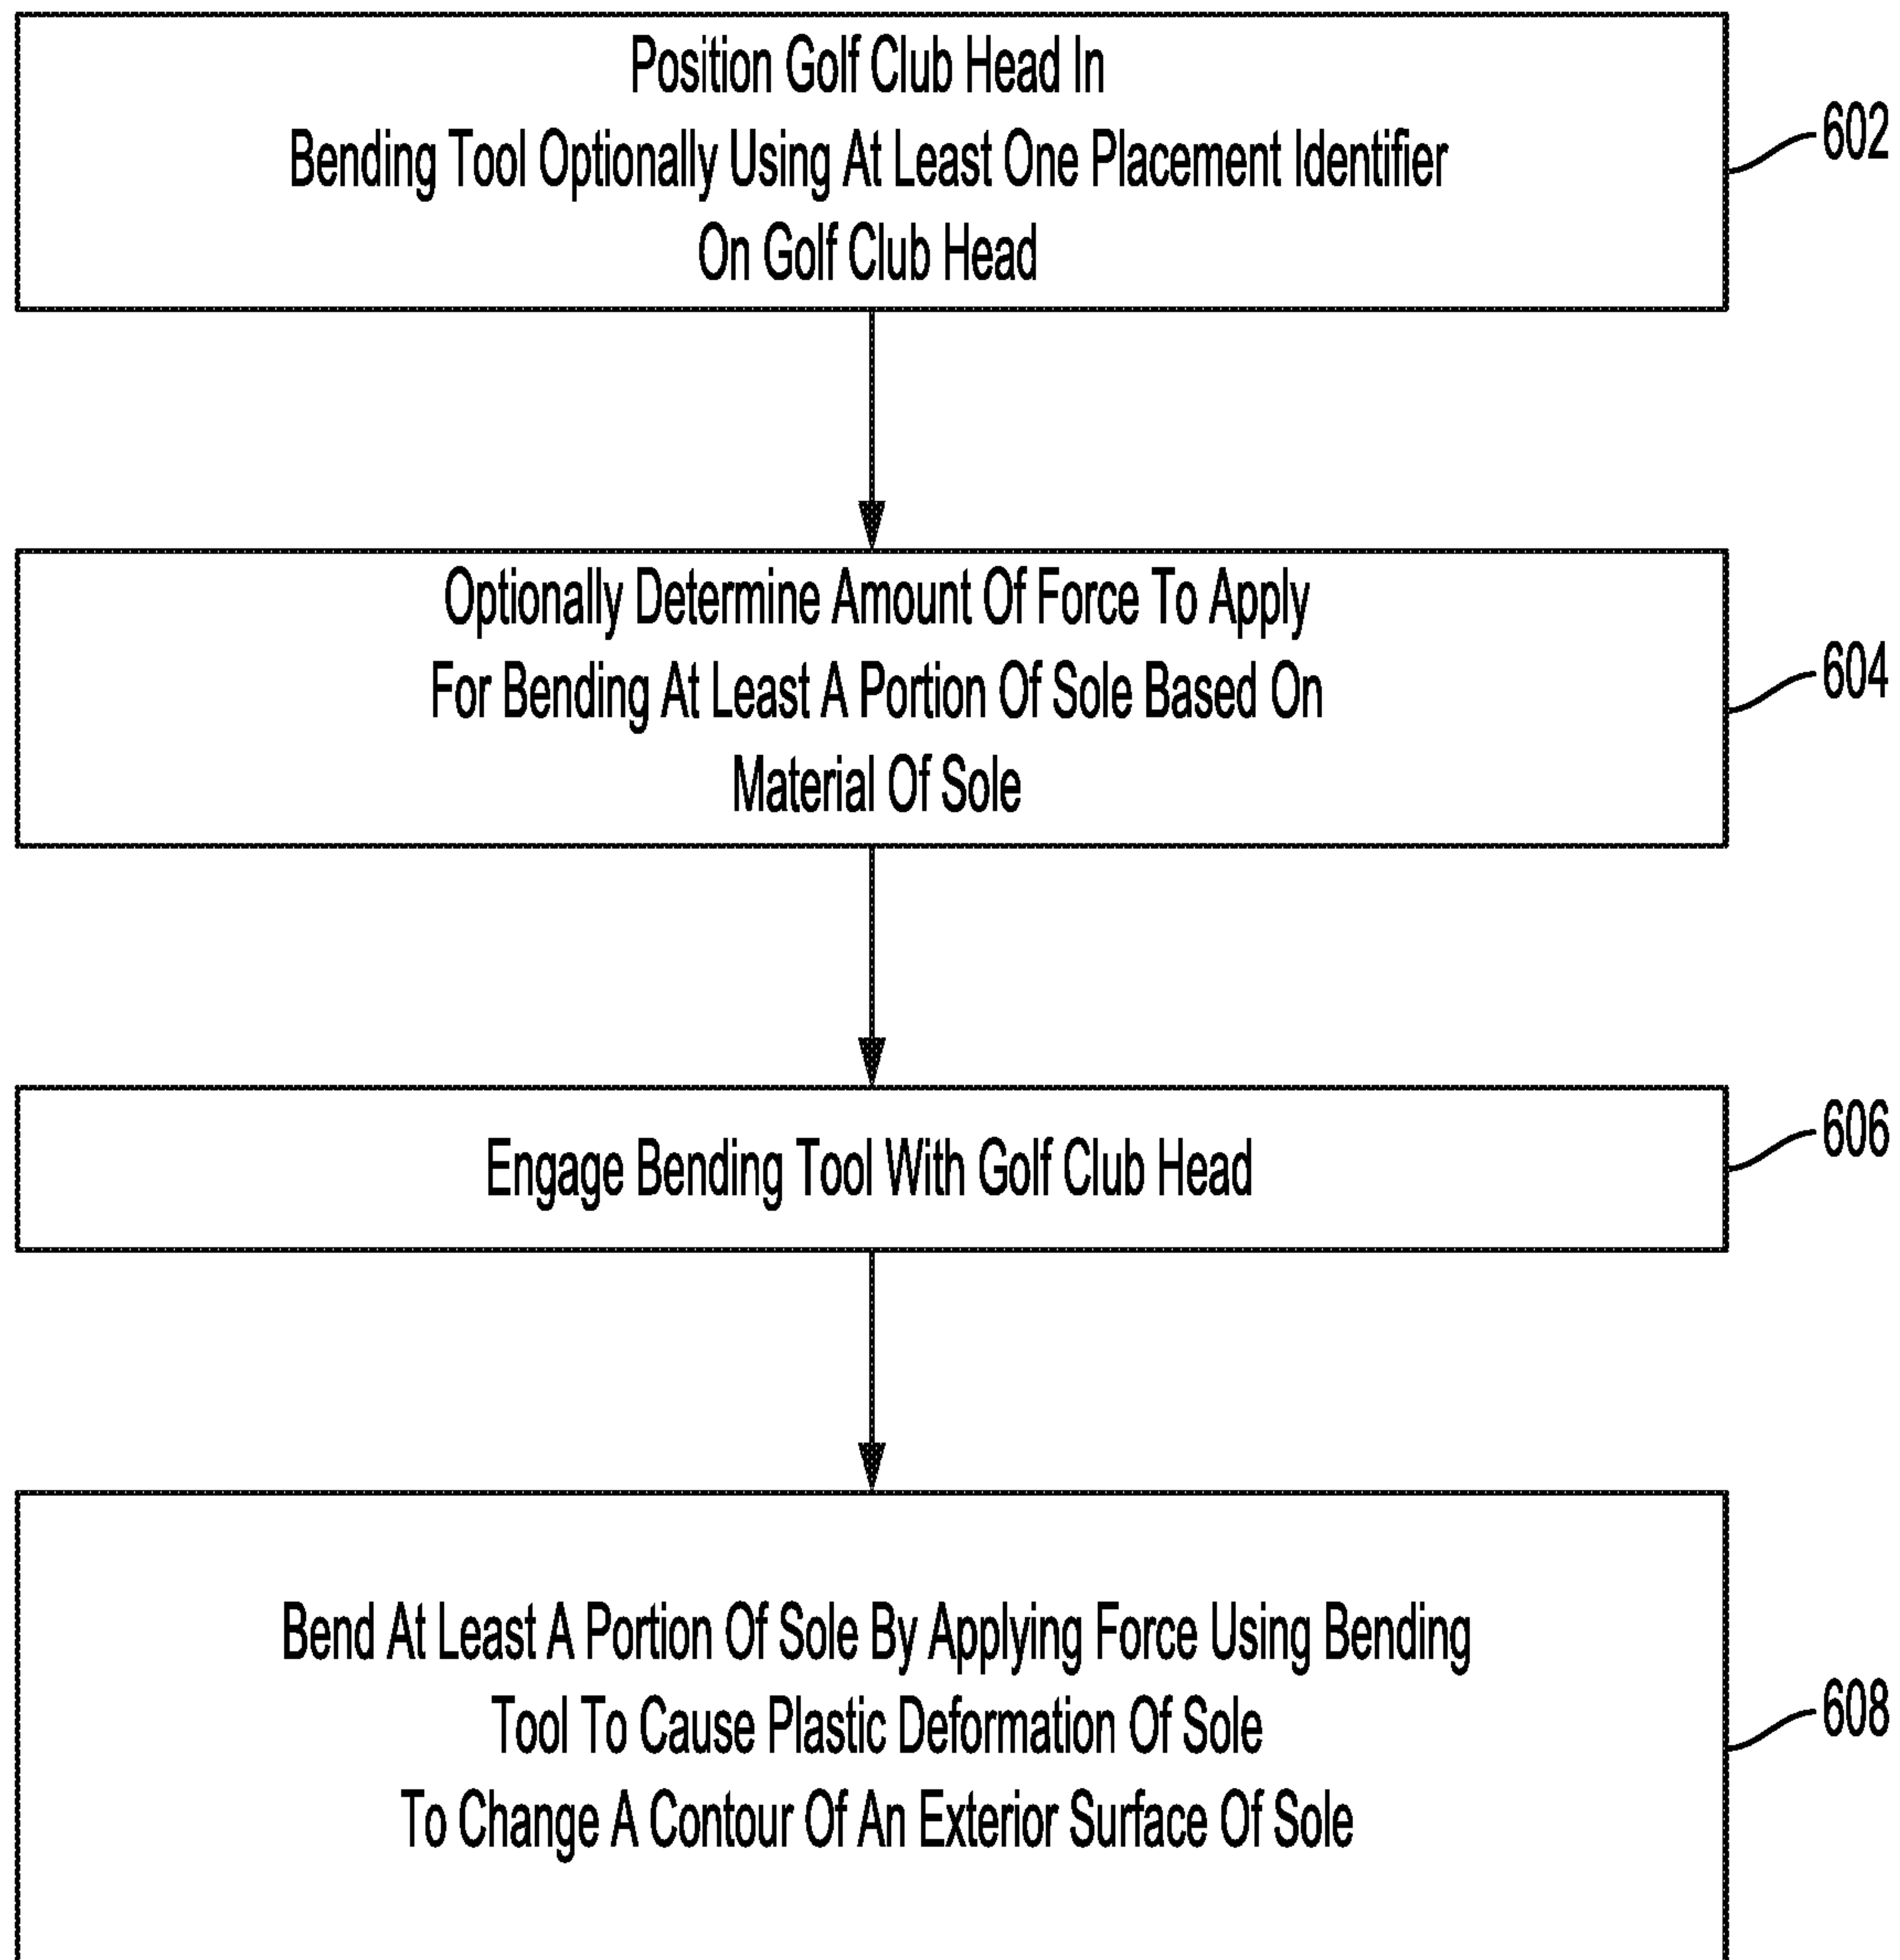 Position Golf Club Head In
Bending Tool Optionally Using At Least One Placement Identifier
On Golf Club Head
602
Optionally Determine Amount Of Force To Apply
For Bending At Least A Portion Of Sole Based On
Material Of Sole
604
Engage Bending Tool With Golf Club Head
606
Bend At Least A Portion Of Sole By Applying Force Using Bending
Tool To Cause Plastic Deformation Of Sole
To Change A Contour Of An Exterior Surface Of Sole
608